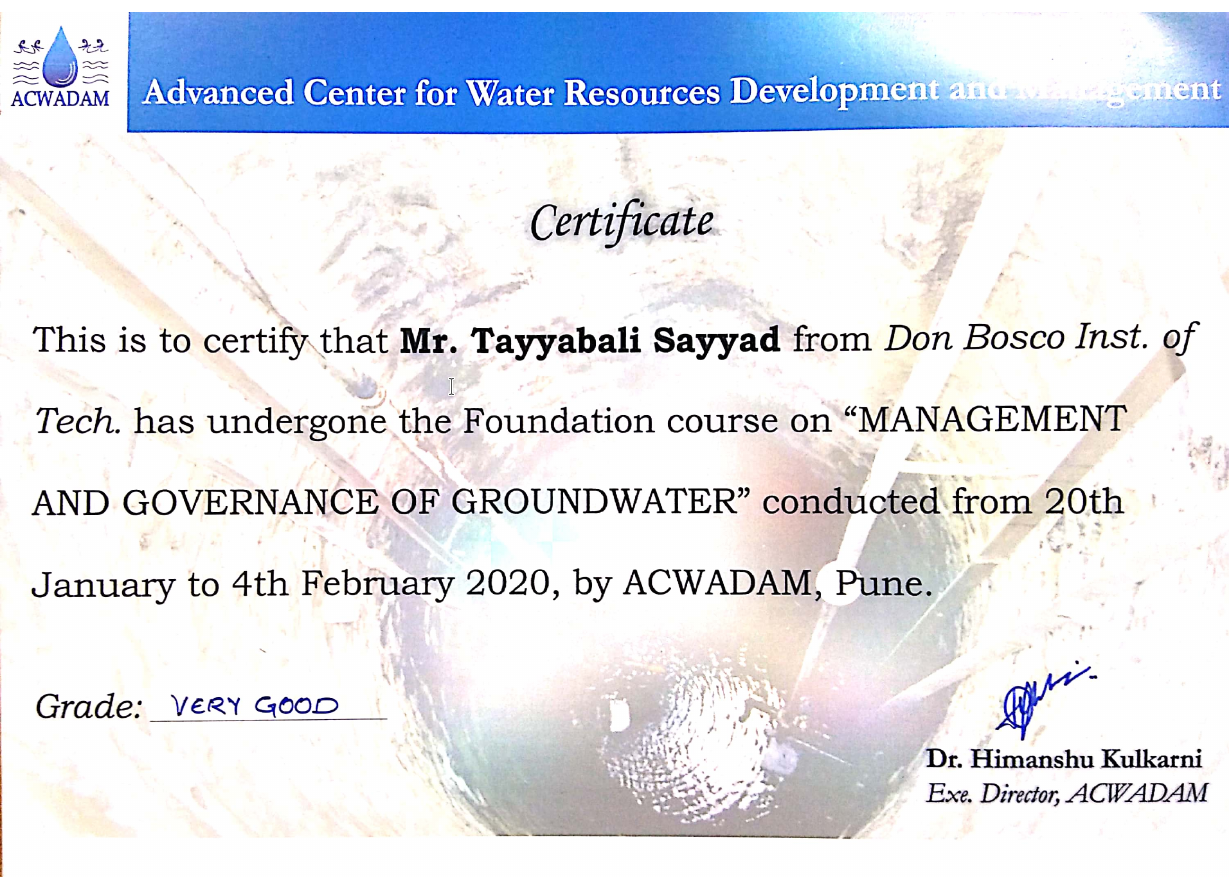 ACWADAM
Advanced Center for Water Resources Development and Management
Certificate
This is to certify that Mr. Tayyabali Sayyad from Don Bosco Inst. of
Tech. has undergone the Foundation course on “MANAGEMENT
AND GOVERNANCE OF GROUNDWATER” conducted from 20th
January to 4th February 2020, by ACWADAM, Pune.
Grade: VERY GOOD
Dr. Himanshu Kulkarni
Exe. Director, ACWADAM